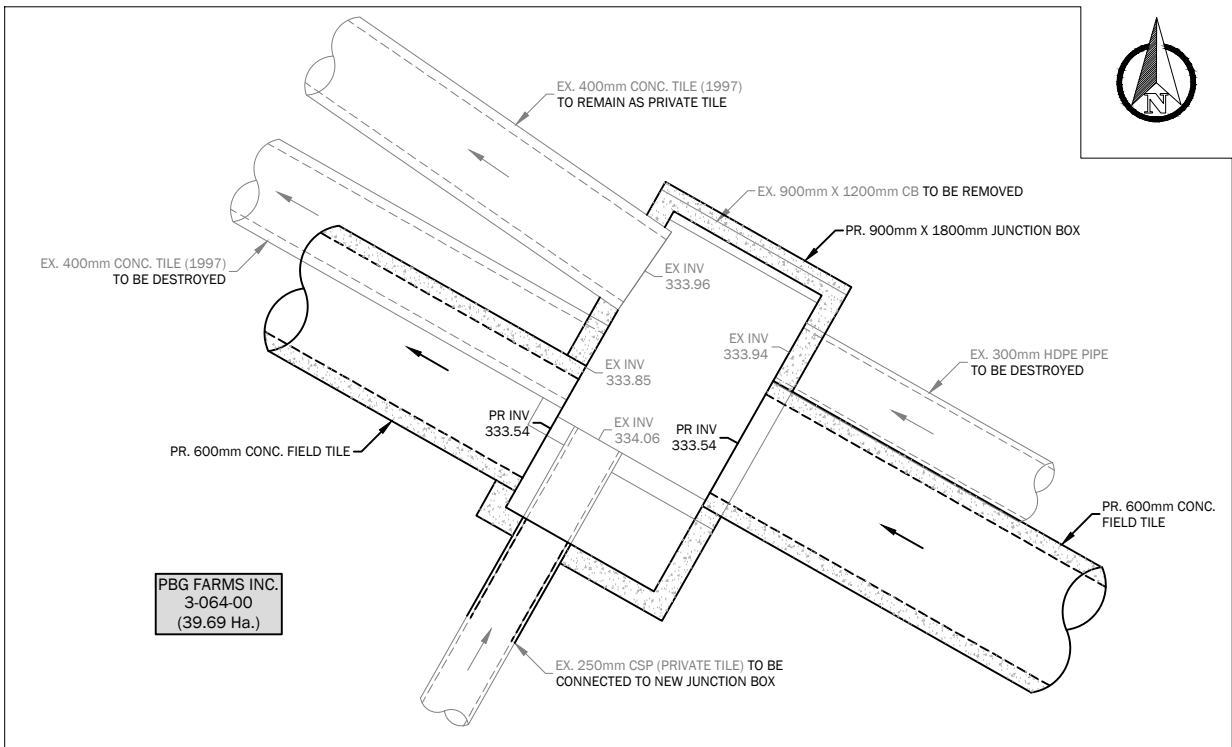 EX. 400mm CONC. TILE (1997)
TO REMAIN AS PRIVATE TILE
N
EX. 900mm X 1200mm CB TO BE REMOVED
PR. 900mm X 1800mm JUNCTION BOX
EX. 400mm CONC. TILE (1997)
TO BE DESTROYED
EX INV
333.96
EX INV
333.94
EX. 300mm HDPE PIPE
TO BE DESTROYED
EX INV
333.85
PR INV
333.54
EX INV
334.06
PR INV
333.54
PR. 600mm CONC. FIELD TILE
PR. 600mm CONC.
FIELD TILE
PBG FARMS INC.
3-064-00
(39.69 Ha.)
EX. 250mm CSP (PRIVATE TILE) TO BE
CONNECTED TO NEW JUNCTION BOX